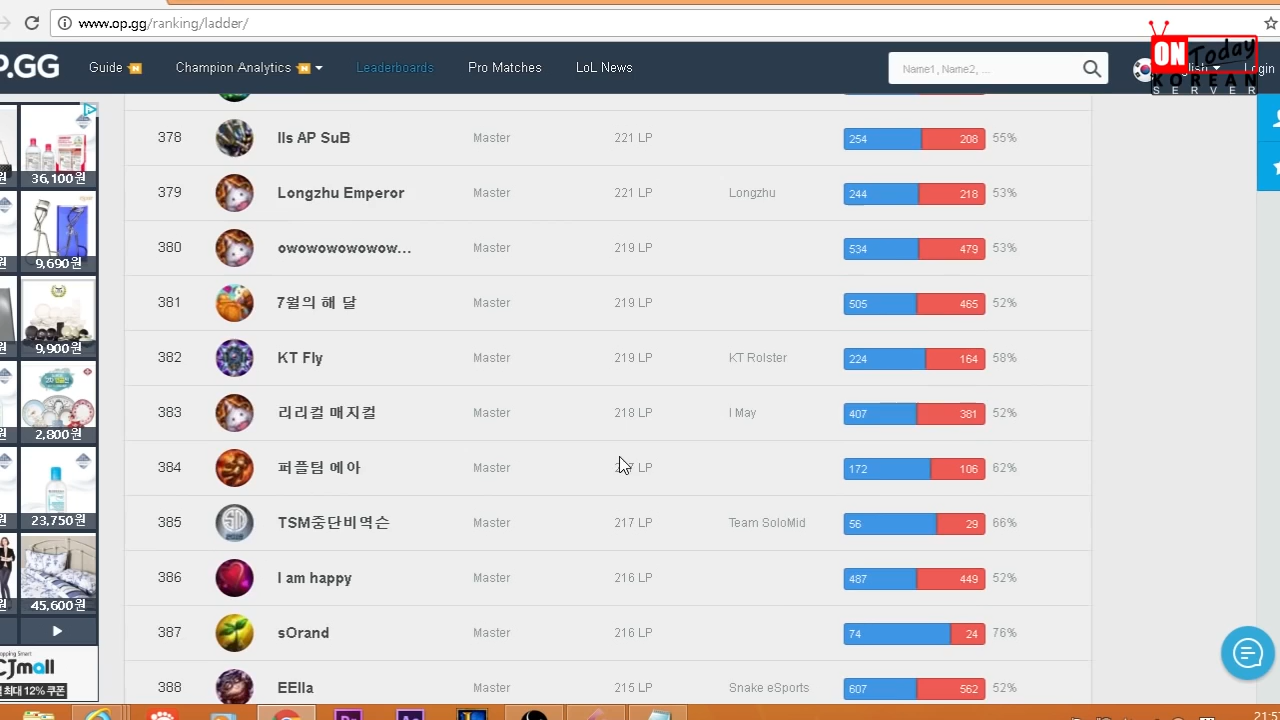 www.op.gg/ranking/ladder/
P.GG
Guide
Champion Analytics
Leaderboards
Pro Matches
LoL News
Name1, Name2, ...
Login
ON Today
KOREAN
SERVER
378 lls AP SuB Master 221 LP 254 208 55%
379 Longzhu Emperor Master 221 LP Longzhu 244 218 53%
380 owowowowowow... Master 219 LP 534 479 53%
381 7월의 해 달 Master 219 LP 505 465 52%
382 KT Fly Master 219 LP KT Rolster 224 164 58%
383 리리컬 매지컬 Master 218 LP I May 407 381 52%
384 퍼플팀 에아 Master LP 172 106 62%
385 TSM중단비역슨 Master 217 LP Team SoloMid 56 29 66%
386 I am happy Master 216 LP 487 449 52%
387 sOrand Master 216 LP 74 24 76%
388 EElla Master 215 LP Snake eSports 607 562 52%
원 36,100원
원 9,690원
원 9,900원
원 2,800원
원 23,750원
원 45,600원
CJmall
최대 12% 쿠폰